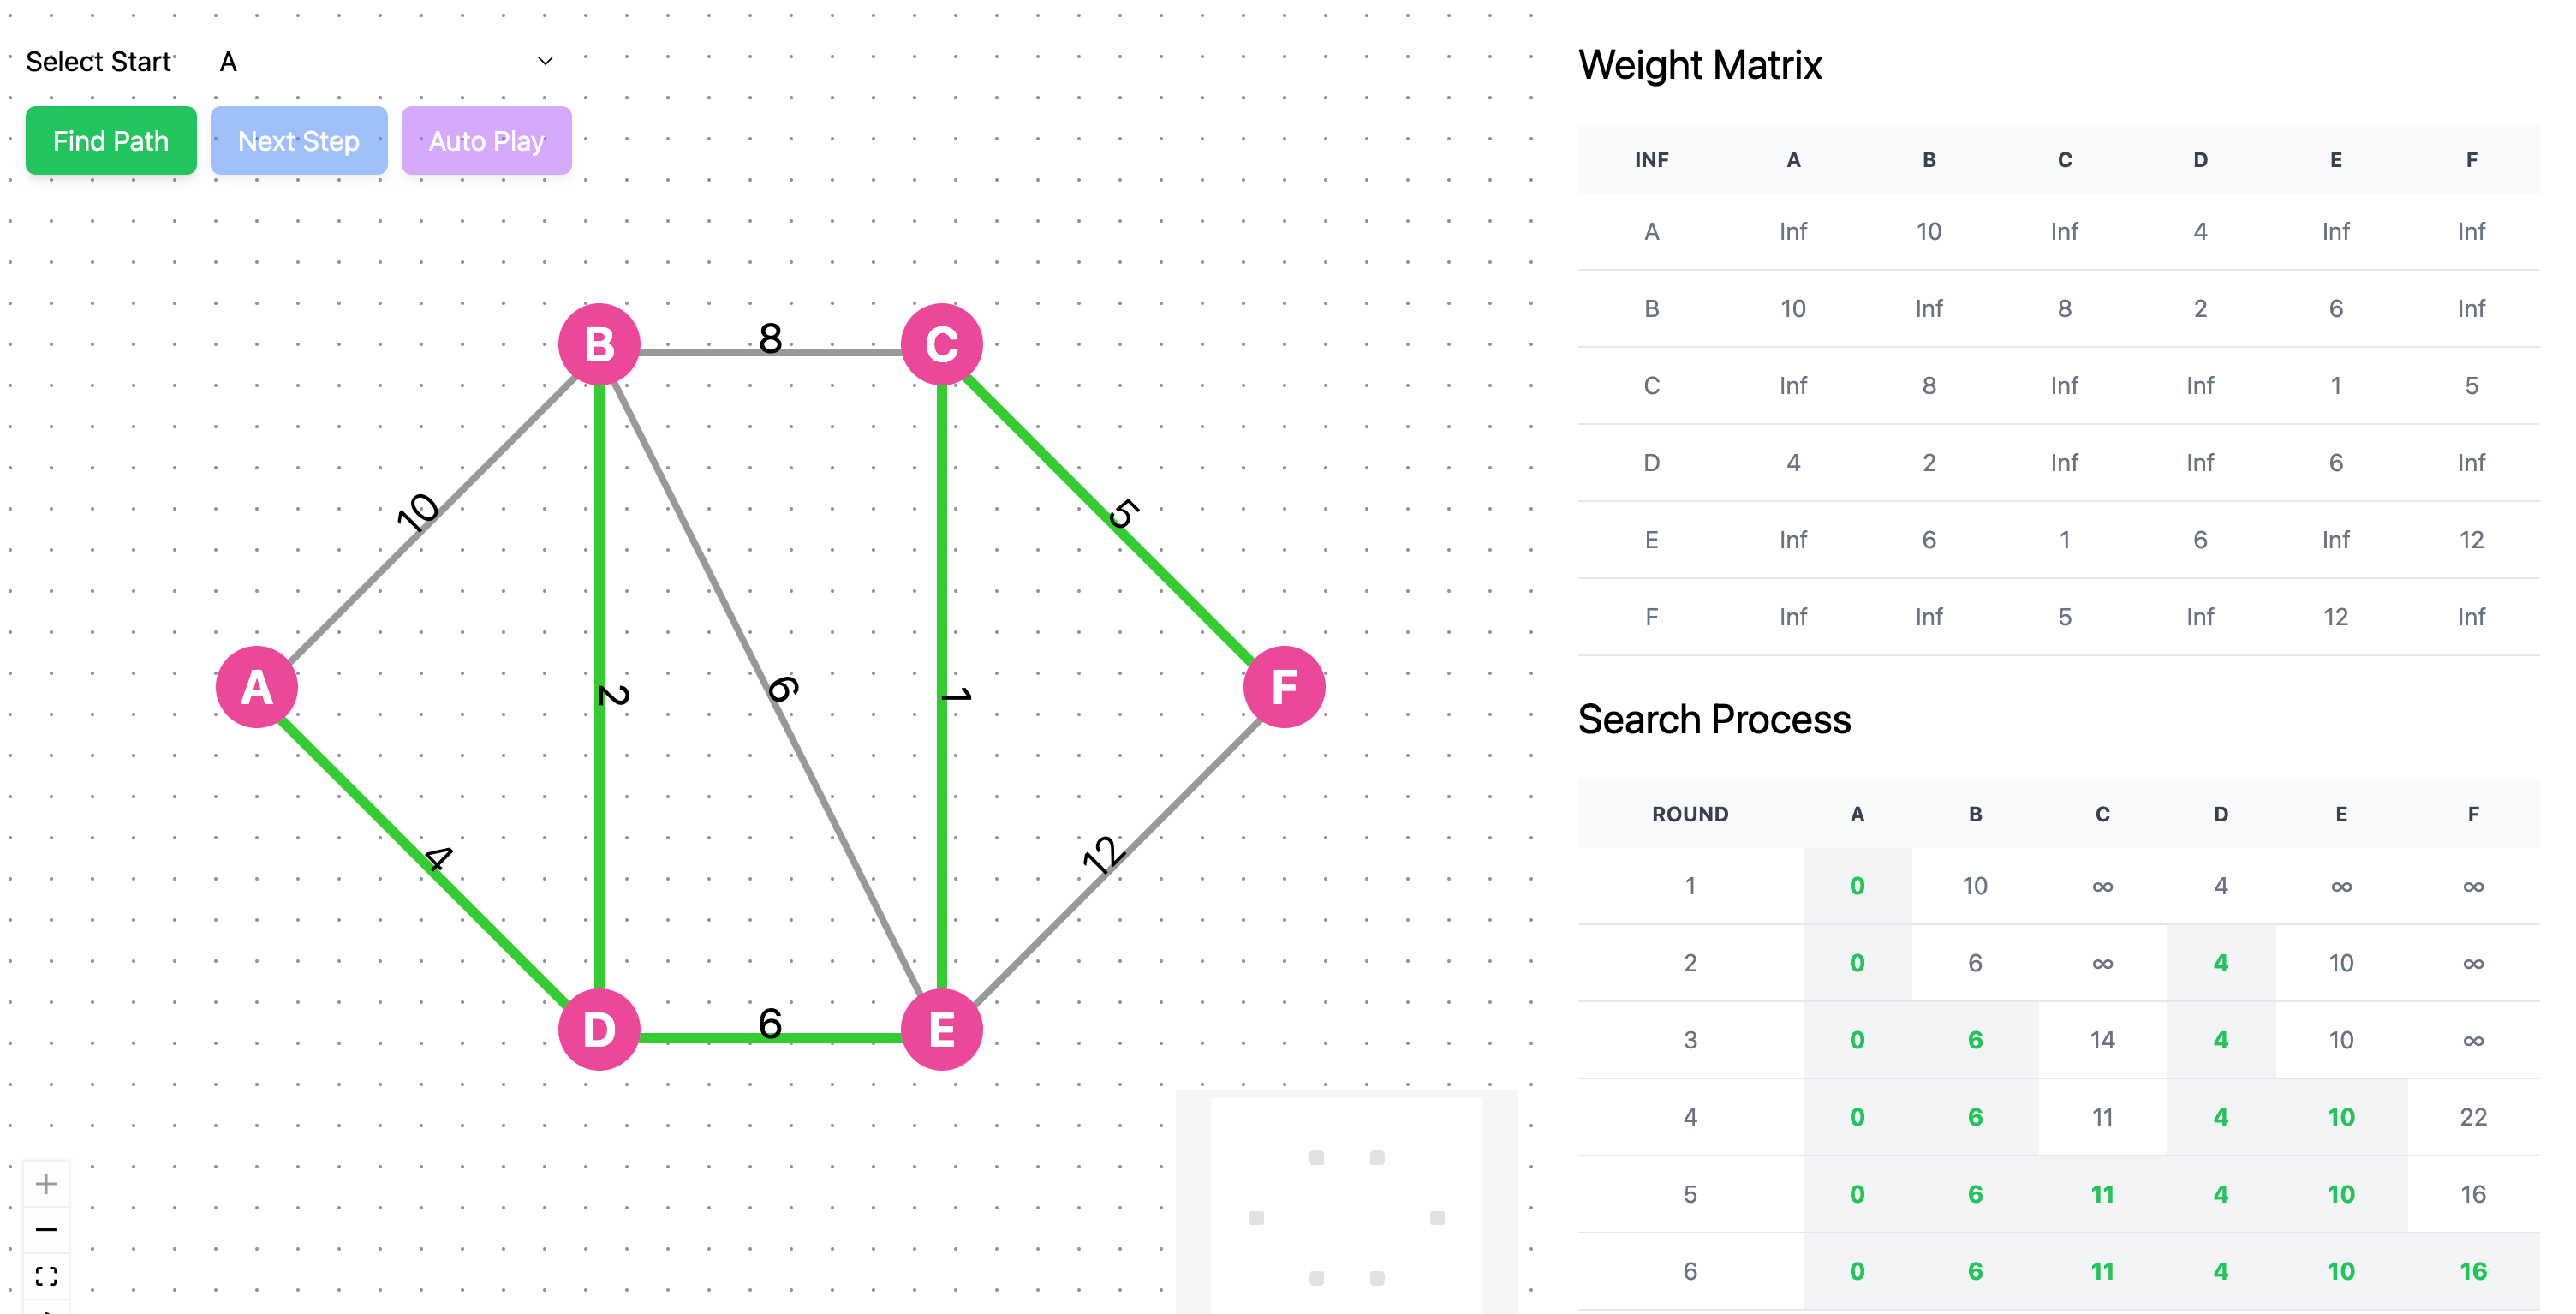 Select Start A
Find Path Next Step Auto Play
B 8 C
10
5
A 2 6 1 F
4
12
D 6 E
Weight Matrix
INF A B C D E F
A Inf 10 Inf 4 Inf Inf
B 10 Inf 8 2 6 Inf
C Inf 8 Inf Inf 1 5
D 4 2 Inf Inf 6 Inf
E Inf 6 1 6 Inf 12
F Inf Inf 5 Inf 12 Inf
Search Process
ROUND A B C D E F
1 0 10 ∞ 4 ∞ ∞
2 0 6 ∞ 4 10 ∞
3 0 6 14 4 10 ∞
4 0 6 11 4 10 22
5 0 6 11 4 10 16
6 0 6 11 4 10 16